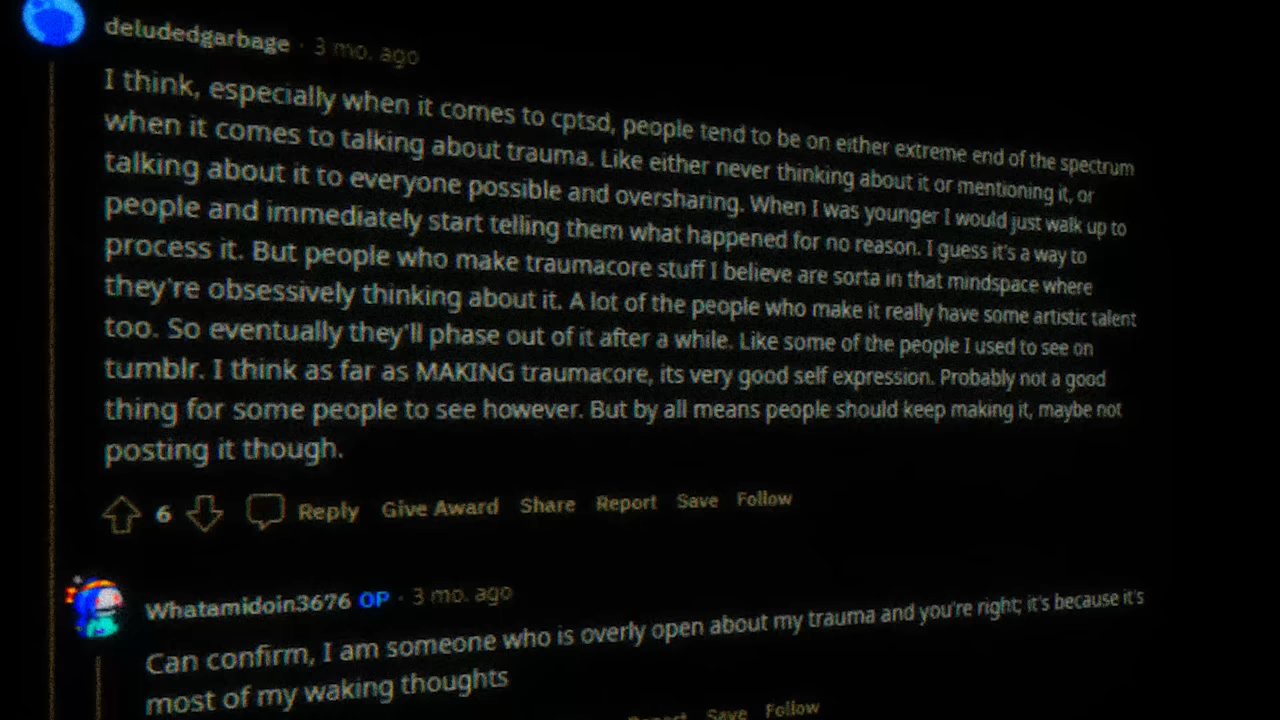 deludedgarbage · 3 mo. ago
I think, especially when it comes to cptsd, people tend to be on either extreme end of the spectrum
when it comes to talking about trauma. Like either never thinking about it or mentioning it, or
talking about it to everyone possible and oversharing. When I was younger I would just walk up to
people and immediately start telling them what happened for no reason. I guess it's a way to
process it. But people who make traumacore stuff I believe are sorta in that mindspace where
they're obsessively thinking about it. A lot of the people who make it really have some artistic talent
too. So eventually they'll phase out of it after a while. Like some of the people I used to see on
tumblr. I think as far as MAKING traumacore, its very good self expression. Probably not a good
thing for some people to see however. But by all means people should keep making it, maybe not
posting it though.
6 Reply Give Award Share Report Save Follow
Whatamidoin3676 OP · 3 mo. ago
Can confirm, I am someone who is overly open about my trauma and you're right; it's because it's
most of my waking thoughts
Report Save Follow